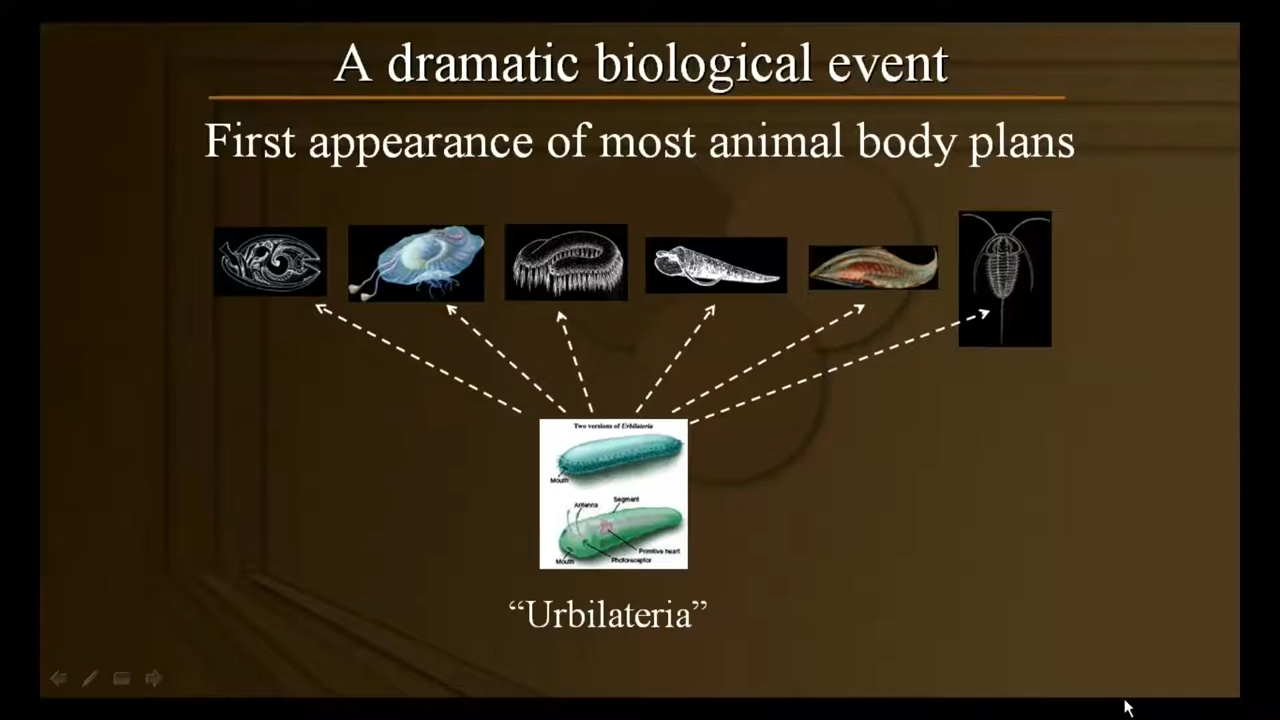 A dramatic biological event
First appearance of most animal body plans
Two versions of Urbilateria
Mouth
Antenna
Segment
Primitive heart
Mouth
Photoreceptor
“Urbilateria”